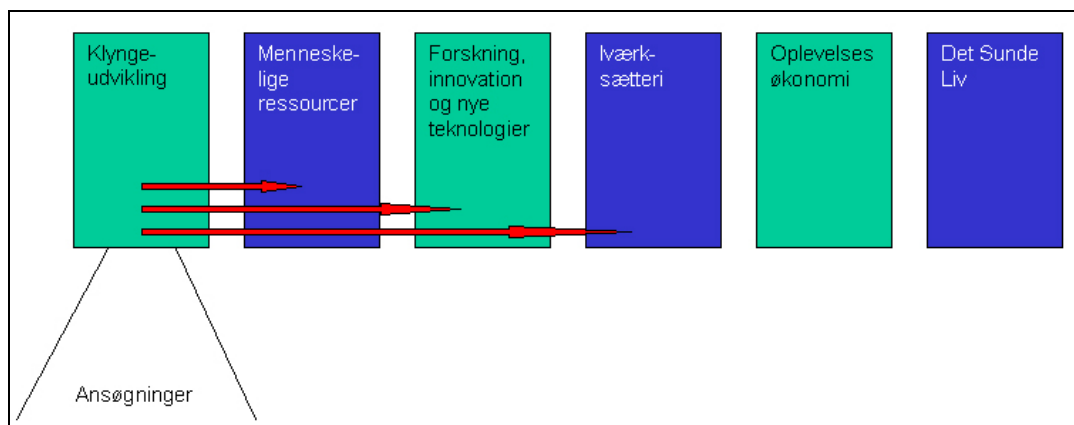 Klynge-
udvikling
Menneske-
lige
ressourcer
Forskning,
innovation
og nye
teknologier
Iværk-
sætteri
Oplevelses
økonomi
Det Sunde
Liv
Ansøgninger